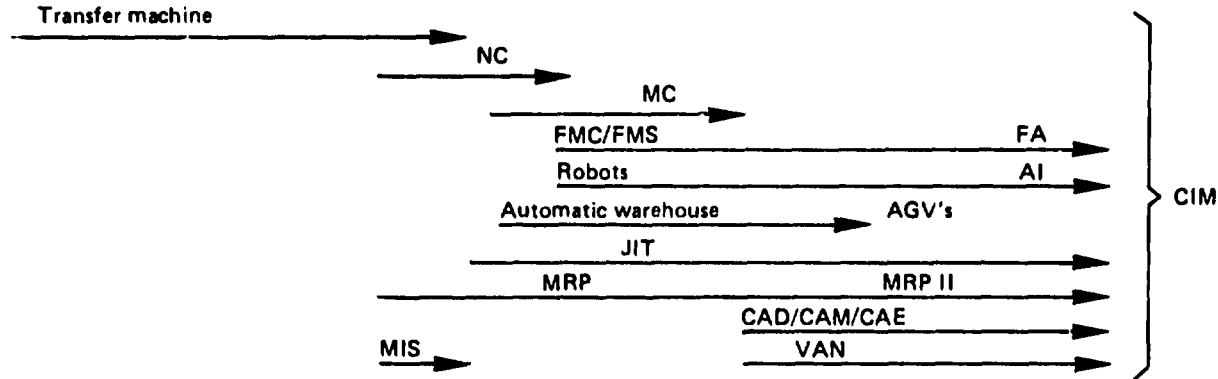 Transfer machine
NC
MC
FMC/FMS FA
Robots AI
CIM
Automatic warehouse AGV's
JIT
MRP MRP II
CAD/CAM/CAE
MIS VAN